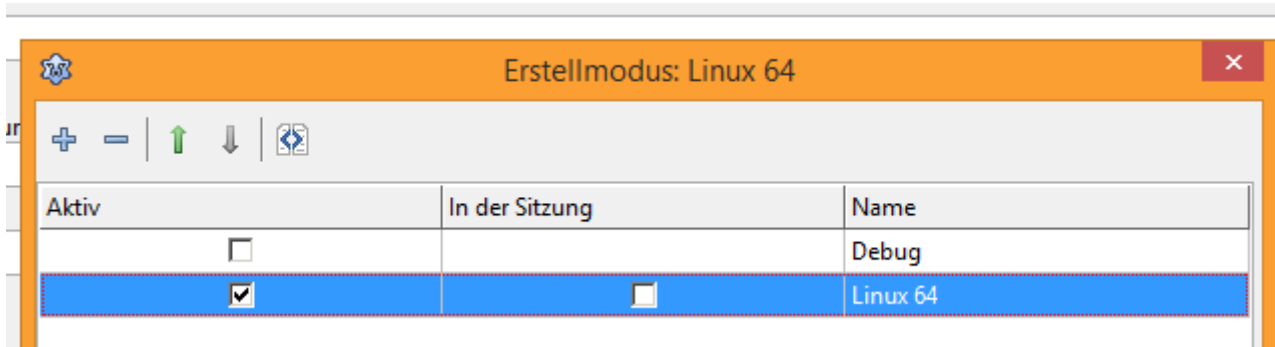 Erstellmodus: Linux 64
Aktiv In der Sitzung Name
Debug
Linux 64